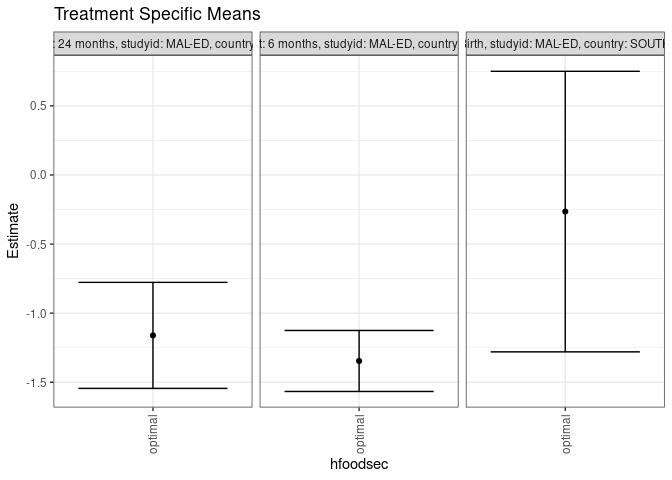 Treatment Specific Means
: 24 months, studyid: MAL-ED, country
t: 6 months, studyid: MAL-ED, country
Birth, studyid: MAL-ED, country: SOUTH
Estimate
0.5
0.0
-0.5
-1.0
-1.5
optimal
optimal
optimal
hfoodsec